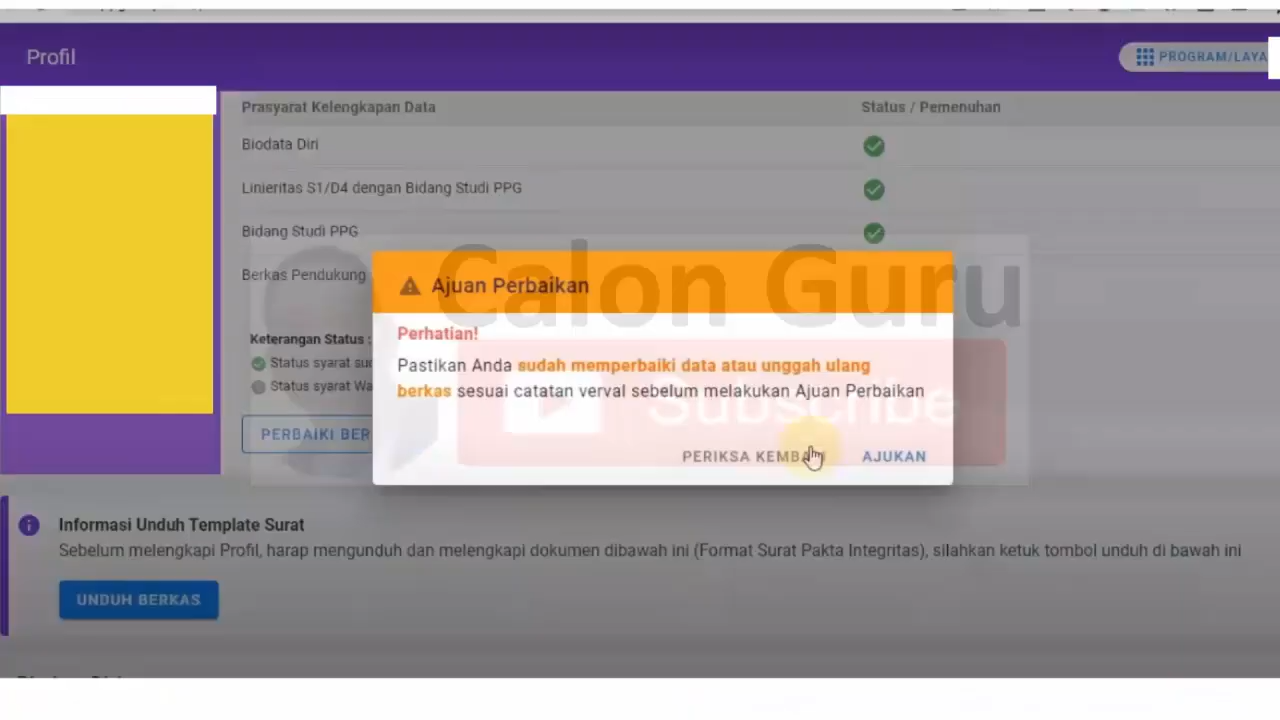 Profil
PROGRAM/LAYA
Prasyarat Kelengkapan Data
Status / Pemenuhan
Biodata Diri
Linieritas S1/D4 dengan Bidang Studi PPG
Bidang Studi PPG
Berkas Pendukung
Calon Guru
Ajuan Perbaikan
Perhatian!
Pastikan Anda sudah memperbaiki data atau unggah ulang
berkas sesuai catatan verval sebelum melakukan Ajuan Perbaikan
Subscribe
PERIKSA
AJUKAN
Keterangan Status :
Status syarat
Status syarat
PERBAIKI
Informasi Unduh Template Surat
Sebelum melengkapi Profil, harap mengunduh dan melengkapi dokumen dibawah ini (Format Surat Pakta Integritas), silahkan ketuk tombol unduh di bawah ini
UNDUH BERKAS